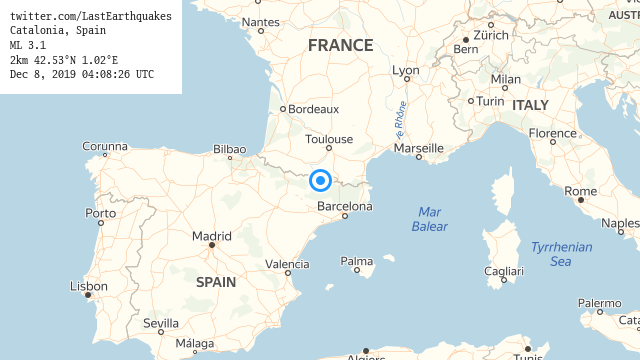 twitter.com/LastEarthquakes
Catalonia, Spain
ML 3.1
2km 42.53°N 1.02°E
Dec 8, 2019 04:08:26 UTC
Nantes
FRANCE
Zürich
AUSTR
Bern
Lyon
Milan
Turin
ITALY
Bordeaux
Le Rhône
Toulouse
Marseille
Florence
Corunna
Bilbao
Rome
Porto
Barcelona
Mar
Balear
Naples
Madrid
Tyrrhenian
Sea
Valencia
Palma
Cagliari
SPAIN
Lisbon
Palermo
Sevilla
Cata
Málaga
Algiers
Tunis